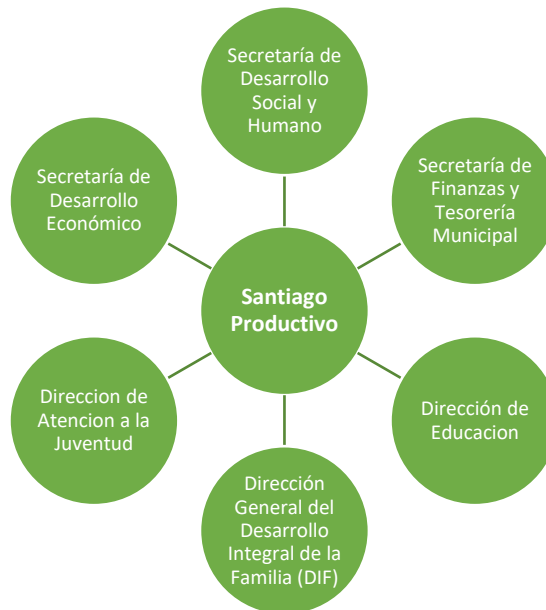 Secretaría de
Desarrollo
Social y
Humano
Secretaría de
Finanzas y
Tesorería
Municipal
Dirección de
Educacion
Dirección
General del
Desarrollo
Integral de la
Familia (DIF)
Direccion de
Atencion a la
Juventud
Secretaría de
Desarrollo
Económico
Santiago
Productivo